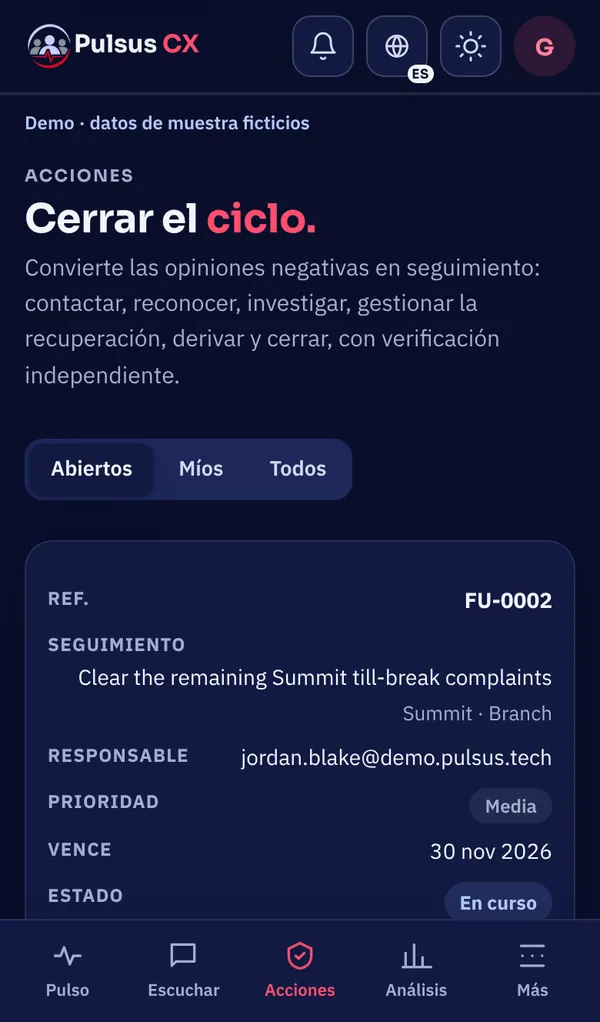 Pulsus CX
ES
G
Demo · datos de muestra ficticios
ACCIONES
Cerrar el ciclo.
Convierte las opiniones negativas en seguimiento:
contactar, reconocer, investigar, gestionar la
recuperación, derivar y cerrar, con verificación
independiente.
Abiertos Míos Todos
REF. FU-0002
SEGUIMIENTO
Clear the remaining Summit till-break complaints
Summit · Branch
RESPONSABLE jordan.blake@demo.pulsus.tech
PRIORIDAD Media
VENCE 30 nov 2026
ESTADO En curso
Pulso Escuchar Acciones Análisis Más